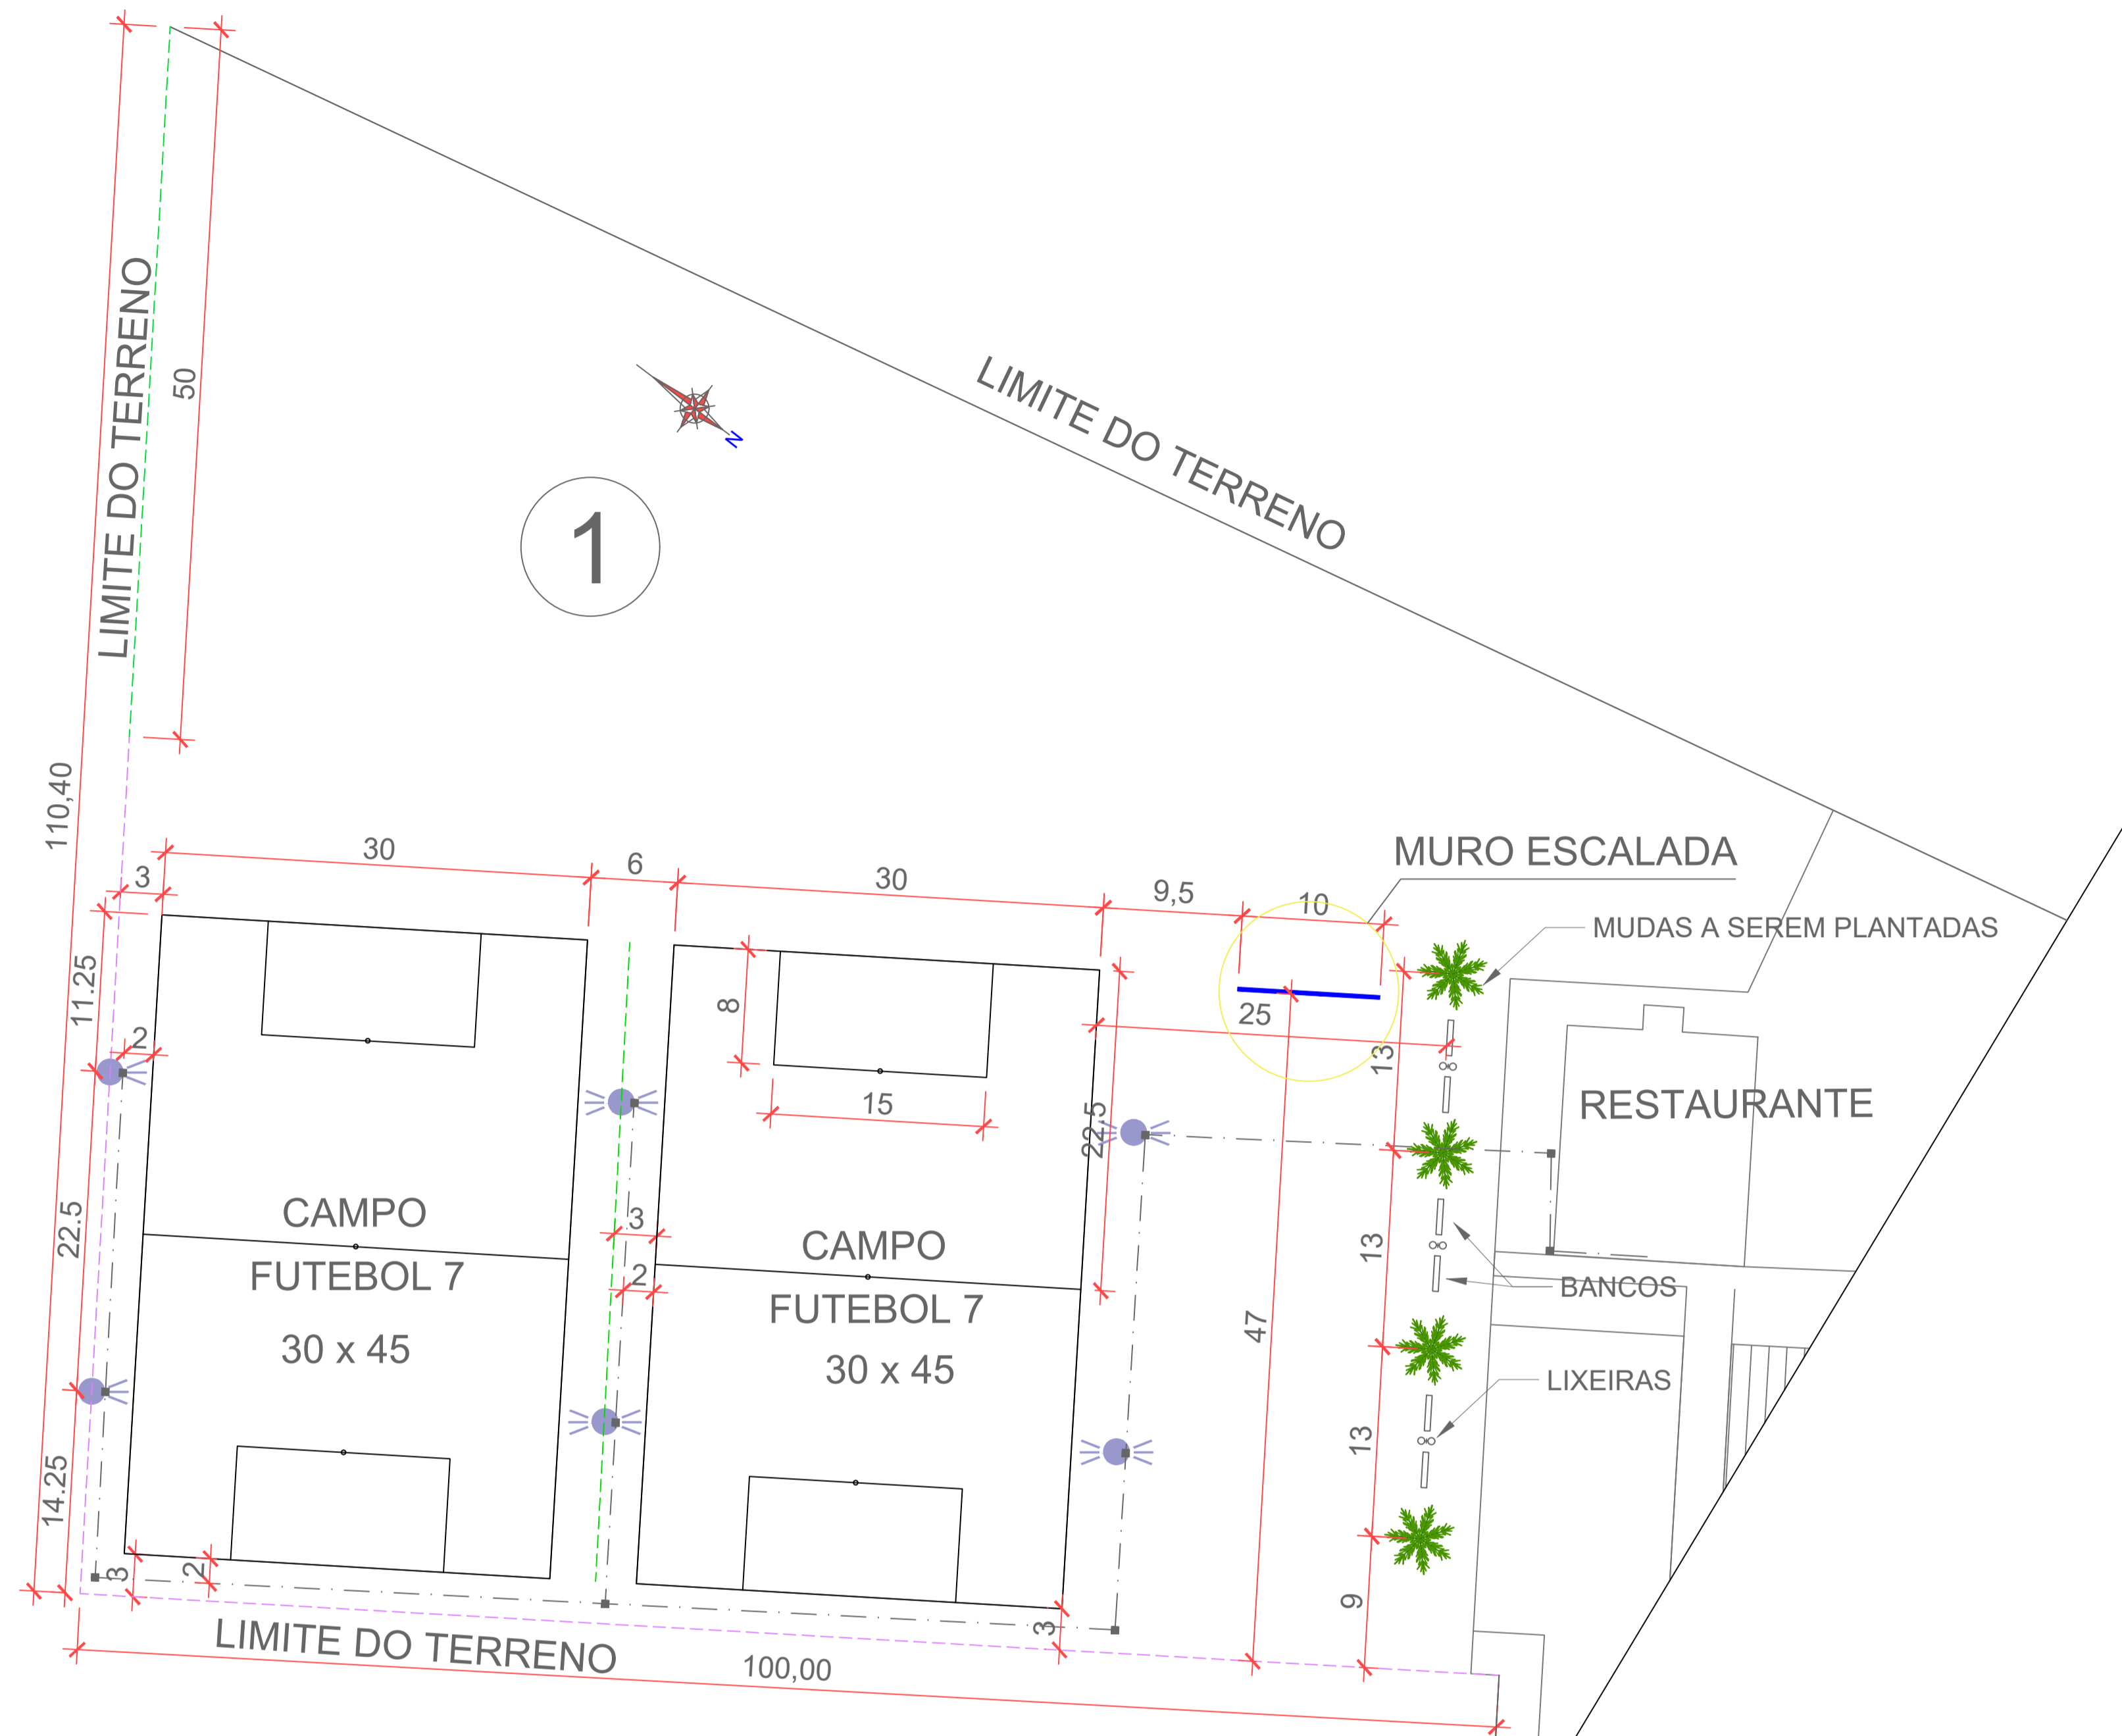 LIMITE DO TERRENO
50
LIMITE DO TERRENO
N
1
110,40
30
6
30
9,5
10
3
MURO ESCALADA
MUDAS A SEREM PLANTADAS
11.25
2
8
15
25
13
22.5
RESTAURANTE
22.5
CAMPO
FUTEBOL 7
30 x 45
3
2
CAMPO
FUTEBOL 7
30 x 45
47
13
BANCOS
13
LIXEIRAS
14.25
3
2
3
9
LIMITE DO TERRENO
100,00